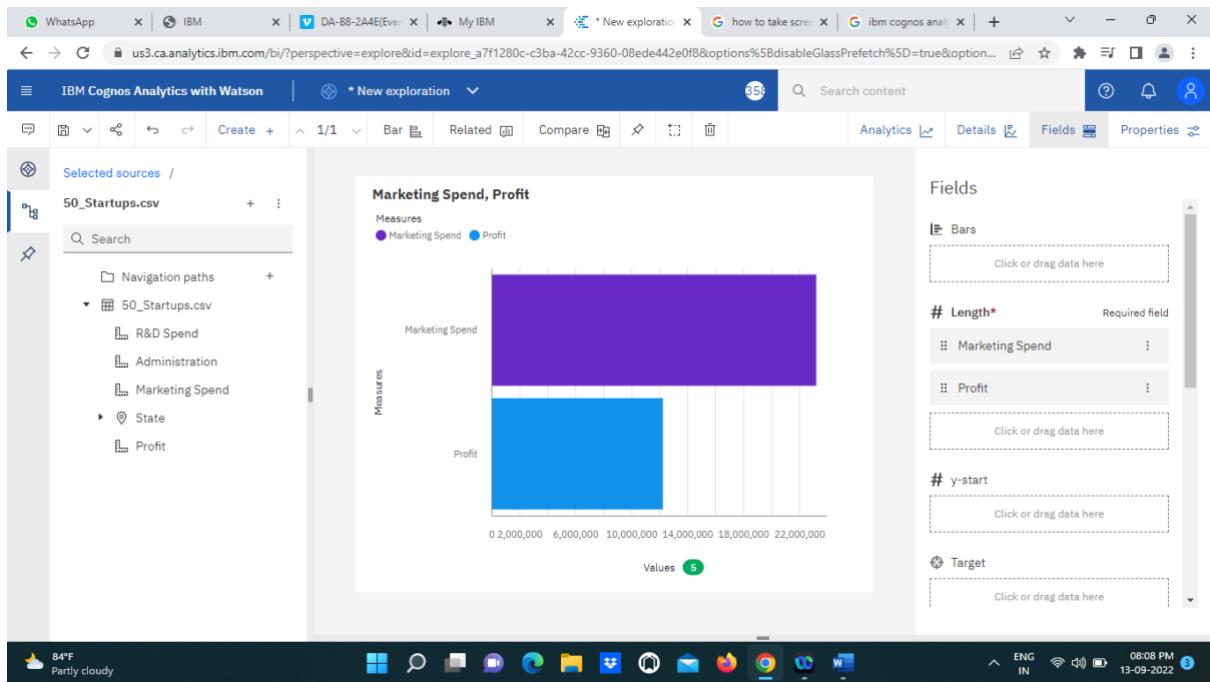 WhatsApp
IBM
DA-B8-2A4E(Ever
My IBM
* New exploratio
how to take scree
ibm cognos anal
us3.ca.analytics.ibm.com/bi/?perspective=explore&id=explore_a7f1280c-c3ba-42cc-9360-08ede442e0f8&options%5BdisableGlassPrefetch%5D=true&option...
IBM Cognos Analytics with Watson
* New exploration
Search content
Create +
1/1
Bar
Related
Compare
Analytics
Details
Fields
Properties
Selected sources /
50_Startups.csv
Search
Navigation paths
50_Startups.csv
R&D Spend
Administration
Marketing Spend
State
Profit
Marketing Spend, Profit
Measures
Marketing Spend Profit
Marketing Spend
Measures
Profit
0 2,000,000 6,000,000 10,000,000 14,000,000 18,000,000 22,000,000
Values 5
Fields
Bars
Click or drag data here
# Length* Required field
Marketing Spend
Profit
Click or drag data here
# y-start
Click or drag data here
Target
Click or drag data here
84°F
Partly cloudy
ENG
IN
08:08 PM
13-09-2022
3